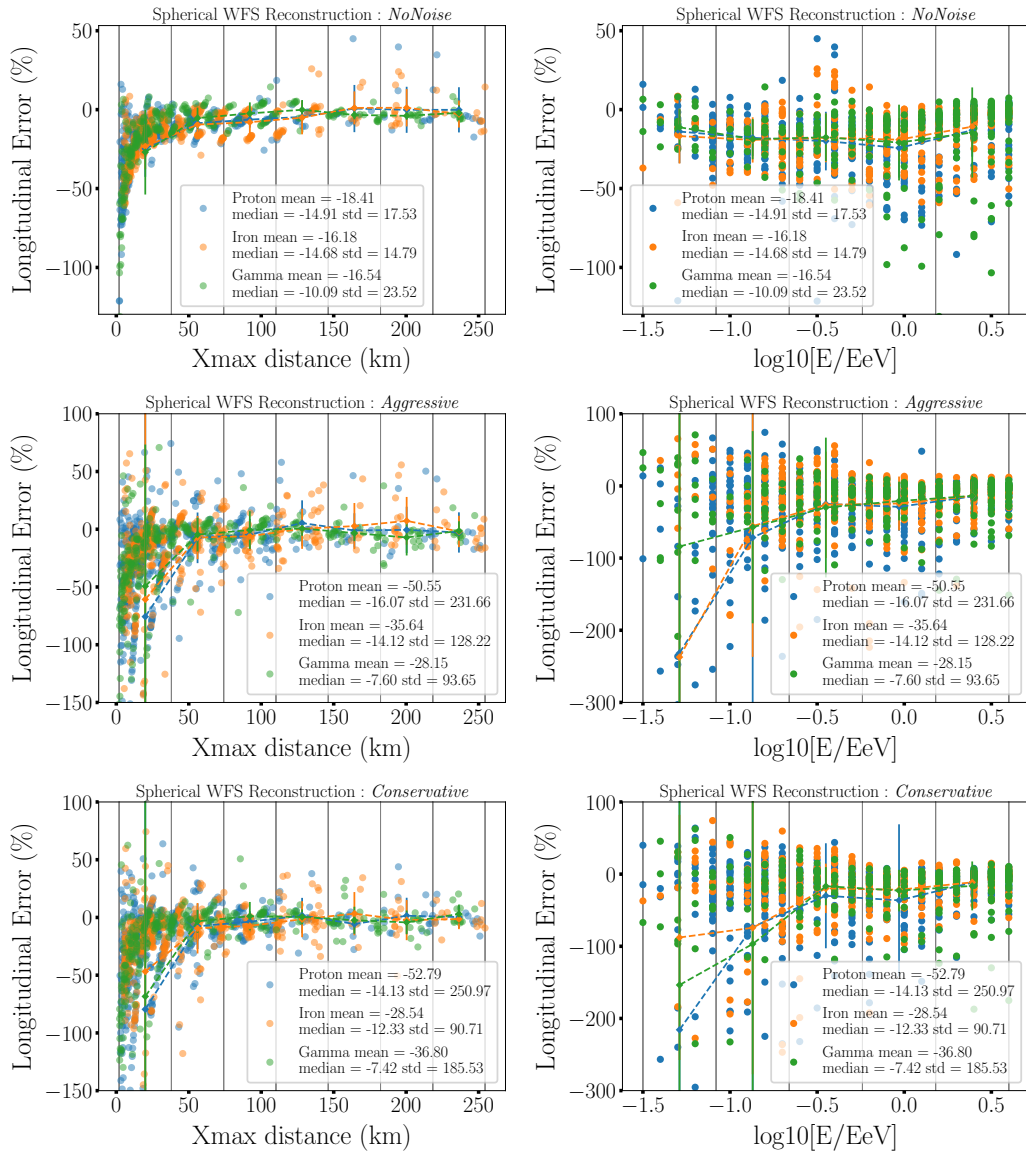 Spherical WFS Reconstruction : NoNoise
Longitudinal Error (%)
50
0
−50
−100
Proton mean = -18.41
median = -14.91 std = 17.53
Iron mean = -16.18
median = -14.68 std = 14.79
Gamma mean = -16.54
median = -10.09 std = 23.52
0 50 100 150 200 250
Xmax distance (km)
Spherical WFS Reconstruction : NoNoise
Longitudinal Error (%)
50
0
−50
−100
Proton mean = -18.41
median = -14.91 std = 17.53
Iron mean = -16.18
median = -14.68 std = 14.79
Gamma mean = -16.54
median = -10.09 std = 23.52
−1.5 −1.0 −0.5 0.0 0.5
log10[E/EeV]
Spherical WFS Reconstruction : Aggressive
Longitudinal Error (%)
100
50
0
−50
−100
−150
Proton mean = -50.55
median = -16.07 std = 231.66
Iron mean = -35.64
median = -14.12 std = 128.22
Gamma mean = -28.15
median = -7.60 std = 93.65
0 50 100 150 200 250
Xmax distance (km)
Spherical WFS Reconstruction : Aggressive
Longitudinal Error (%)
100
0
−100
−200
−300
Proton mean = -50.55
median = -16.07 std = 231.66
Iron mean = -35.64
median = -14.12 std = 128.22
Gamma mean = -28.15
median = -7.60 std = 93.65
−1.5 −1.0 −0.5 0.0 0.5
log10[E/EeV]
Spherical WFS Reconstruction : Conservative
Longitudinal Error (%)
100
50
0
−50
−100
−150
Proton mean = -52.79
median = -14.13 std = 250.97
Iron mean = -28.54
median = -12.33 std = 90.71
Gamma mean = -36.80
median = -7.42 std = 185.53
0 50 100 150 200 250
Xmax distance (km)
Spherical WFS Reconstruction : Conservative
Longitudinal Error (%)
100
0
−100
−200
−300
Proton mean = -52.79
median = -14.13 std = 250.97
Iron mean = -28.54
median = -12.33 std = 90.71
Gamma mean = -36.80
median = -7.42 std = 185.53
−1.5 −1.0 −0.5 0.0 0.5
log10[E/EeV]